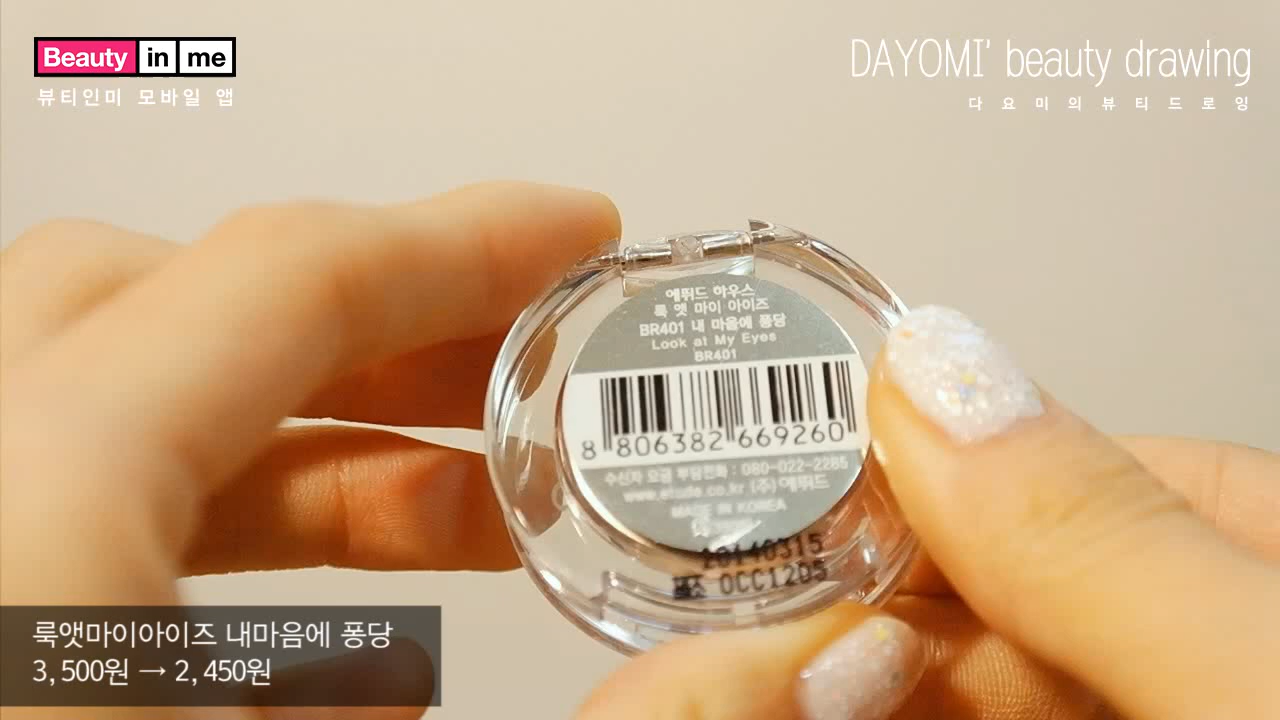 Beauty in me
뷰티인미 모바일 앱
DAYOMI' beauty drawing
다요미의뷰티드로잉
에뛰드 하우스
룩 앳 마이 아이즈
BR401 내 마음에 퐁당
Look at My Eyes
BR401
8 806382 669260
수신자 요금 부담전화 : 080-022-2285
www.etude.co.kr (주)에뛰드
MADE IN KOREA
20140315
OCC1205
룩앳마이아이즈 내마음에 퐁당
3,500원 → 2,450원